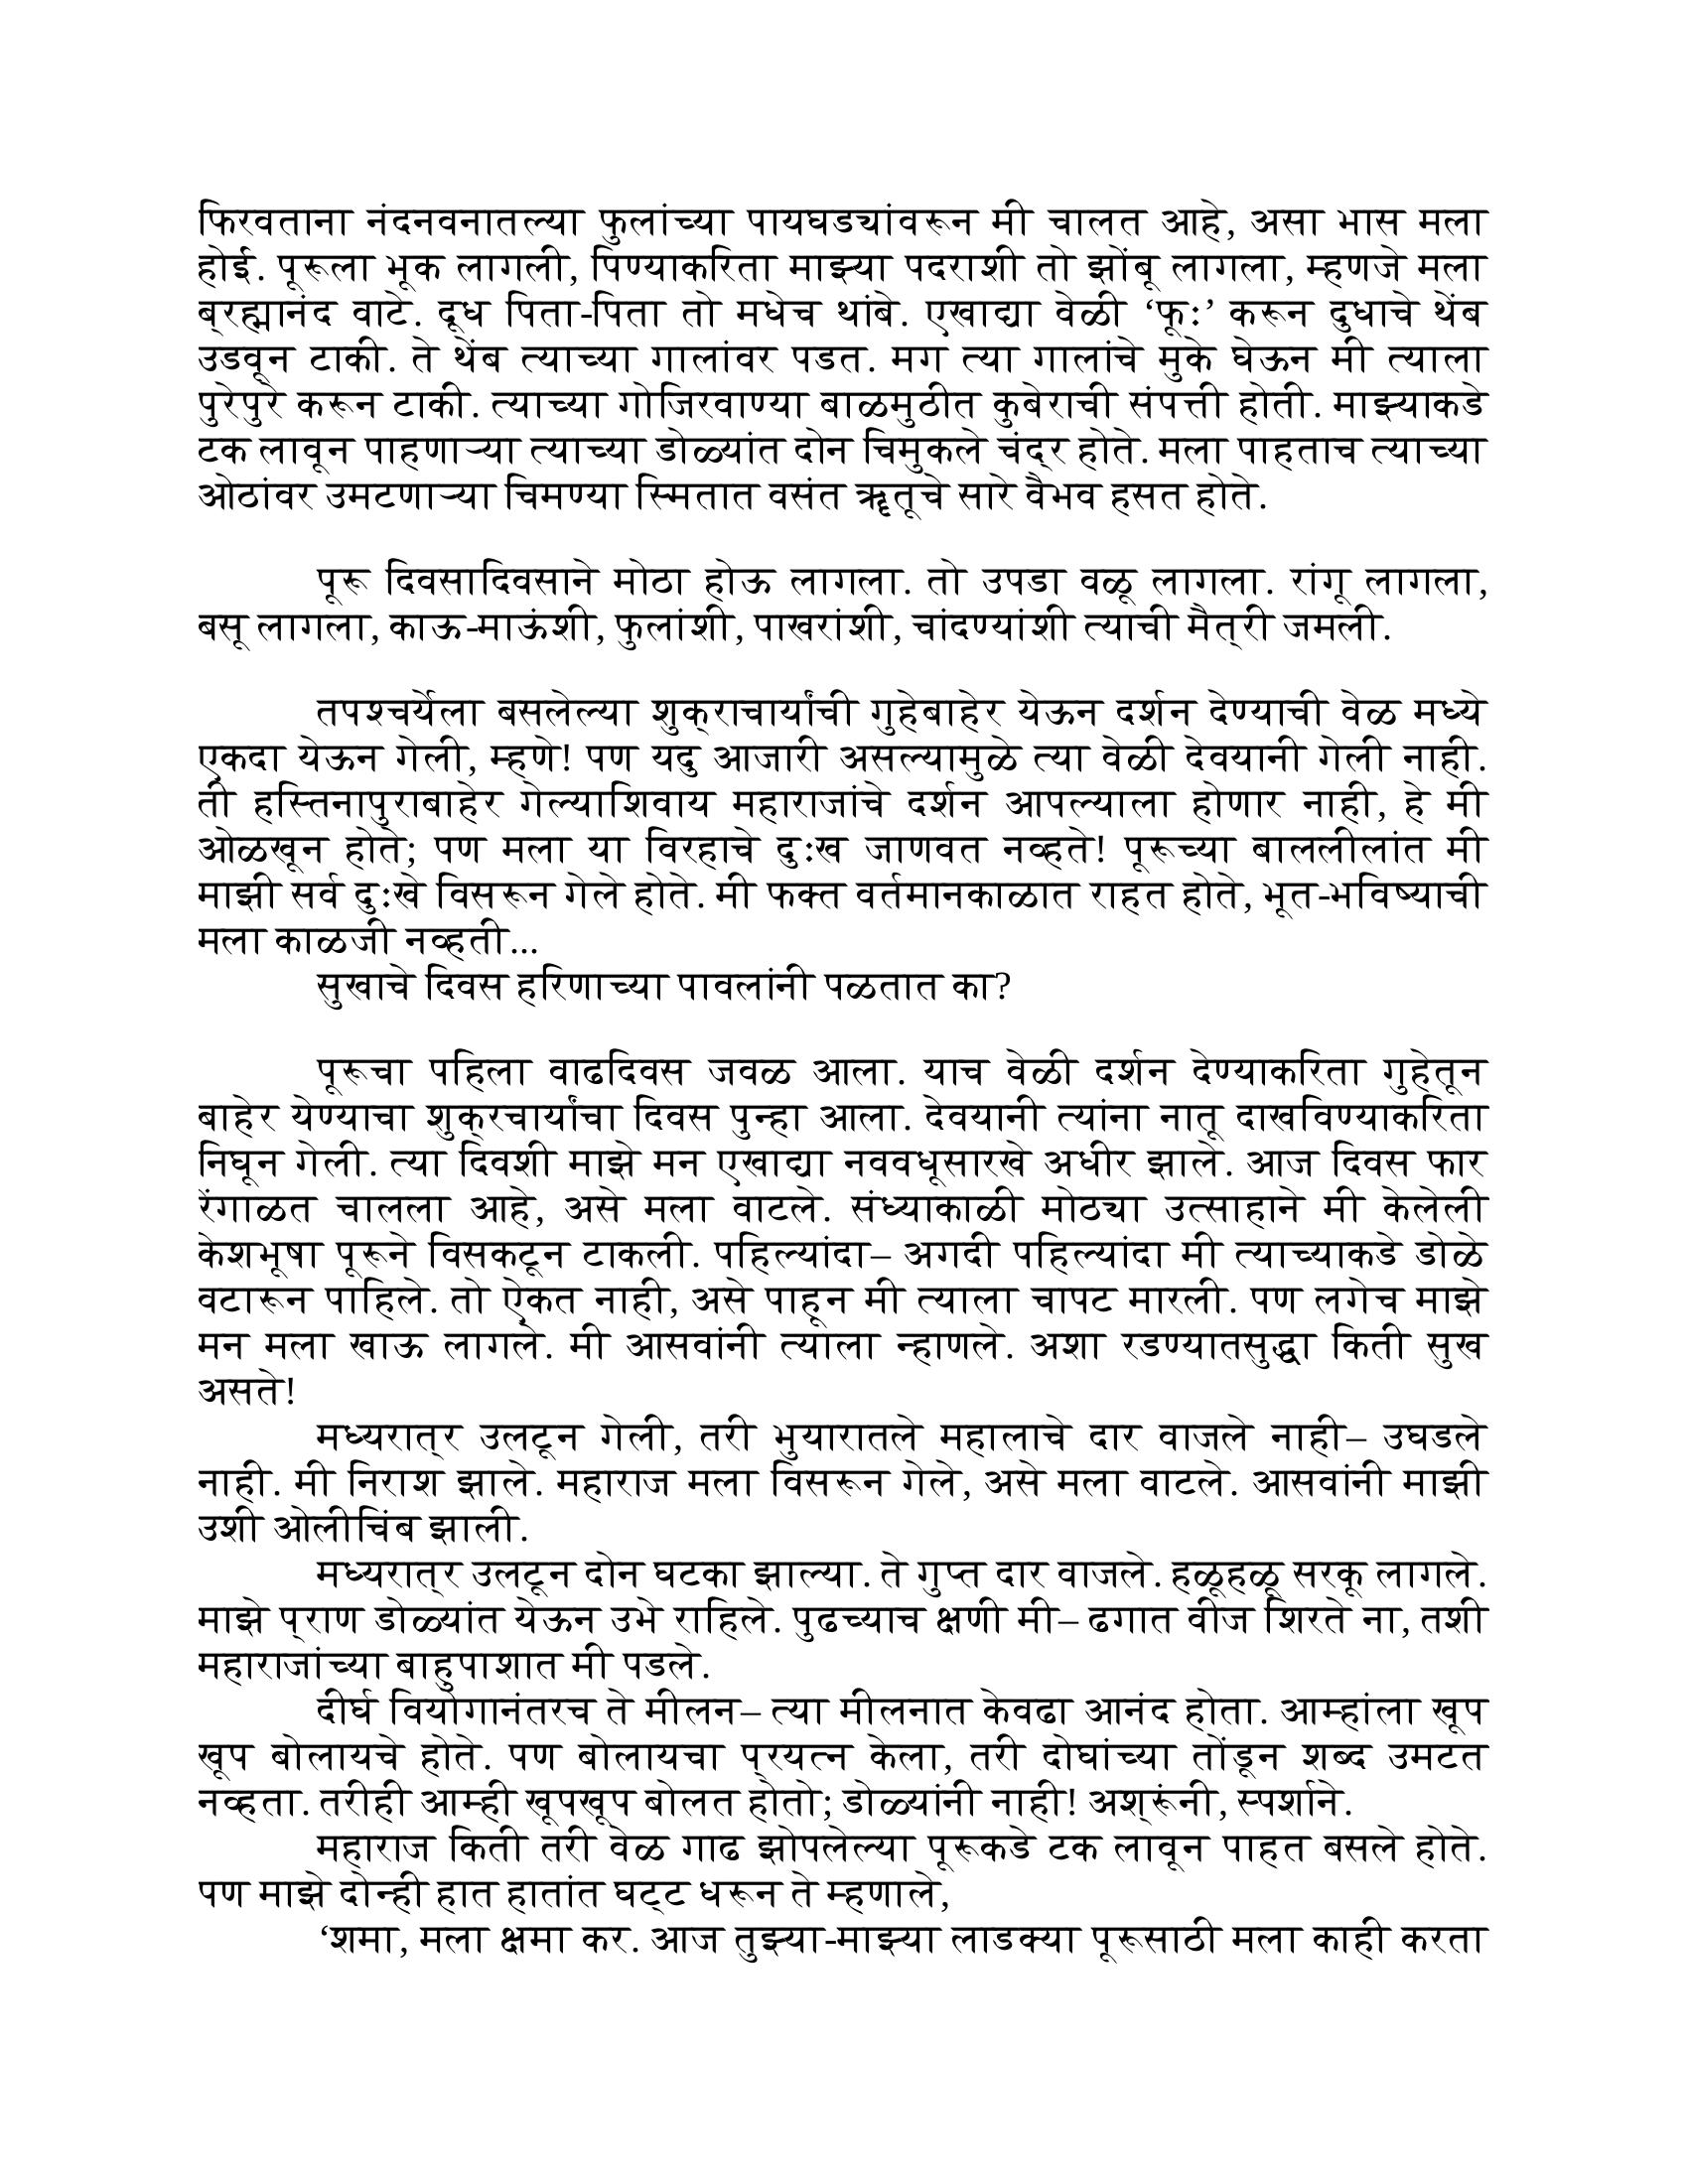 फिरवताना नंदनवनातल्या फुलांच्या पायघड्यांवरून मी चालत आहे, असा भास मला
होई. पूरूला भूक लागली, पिण्याकरिता माझ्या पदराशी तो झोंबू लागला, म्हणजे मला
ब्‌रह्मानंद वाटे. दूध पिता-पिता तो मधेच थांबे. एखाद्या वेळी ‘फूः’ करून दुधाचे थेंब
उडवून टाकी. ते थेंब त्याच्या गालांवर पडत. मग त्या गालांचे मुके घेऊन मी त्याला
पुरेपुरे करून टाकी. त्याच्या गोजिरवाण्या बाळमुठीत कुबेराची संपत्ती होती. माझ्याकडे
टक लावून पाहणाऱ्या त्याच्या डोळ्यांत दोन चिमुकले चंद्‌र होते. मला पाहताच त्याच्या
ओठांवर उमटणाऱ्या चिमण्या स्मितात वसंत ॠतूचे सारे वैभव हसत होते.
पूरू दिवसादिवसाने मोठा होऊ लागला. तो उपडा वळू लागला. रांगू लागला,
बसू लागला, काऊ-माऊंशी, फुलांशी, पाखरांशी, चांदण्यांशी त्याची मैत्‌री जमली.
तपश्चर्येला बसलेल्या शुक्‌राचार्यांची गुहेबाहेर येऊन दर्शन देण्याची वेळ मध्ये
एकदा येऊन गेली, म्हणे! पण यदु आजारी असल्यामुळे त्या वेळी देवयानी गेली नाही.
ती हस्तिनापुराबाहेर गेल्याशिवाय महाराजांचे दर्शन आपल्याला होणार नाही, हे मी
ओळखून होते; पण मला या विरहाचे दुःख जाणवत नव्हते! पूरूच्या बाललीलांत मी
माझी सर्व दुःखे विसरून गेले होते. मी फक्त वर्तमानकाळात राहत होते, भूत-भविष्याची
मला काळजी नव्हती...
सुखाचे दिवस हरिणाच्या पावलांनी पळतात का?
पूरूचा पहिला वाढदिवस जवळ आला. याच वेळी दर्शन देण्याकरिता गुहेतून
बाहेर येण्याचा शुक्‌रचार्यांचा दिवस पुन्हा आला. देवयानी त्यांना नातू दाखविण्याकरिता
निघून गेली. त्या दिवशी माझे मन एखाद्या नववधूसारखे अधीर झाले. आज दिवस फार
रेंगाळत चालला आहे, असे मला वाटले. संध्याकाळी मोठ्या उत्साहाने मी केलेली
केशभूषा पूरूने विसकटून टाकली. पहिल्यांदा– अगदी पहिल्यांदा मी त्याच्याकडे डोळे
वटारून पाहिले. तो ऐकत नाही, असे पाहून मी त्याला चापट मारली. पण लगेच माझे
मन मला खाऊ लागले. मी आसवांनी त्याला न्हाणले. अशा रडण्यातसुद्धा किती सुख
असते!
मध्यरात्‌र उलटून गेली, तरी भुयारातले महालाचे दार वाजले नाही– उघडले
नाही. मी निराश झाले. महाराज मला विसरून गेले, असे मला वाटले. आसवांनी माझी
उशी ओलीचिंब झाली.
मध्यरात्‌र उलटून दोन घटका झाल्या. ते गुप्त दार वाजले. हळूहळू सरकू लागले.
माझे प्‌राण डोळ्यांत येऊन उभे राहिले. पुढच्याच क्षणी मी– ढगात वीज शिरते ना, तशी
महाराजांच्या बाहुपाशात मी पडले.
दीर्घ वियोगानंतरच ते मीलन– त्या मीलनात केवढा आनंद होता. आम्हांला खूप
खूप बोलायचे होते. पण बोलायचा प्‌रयत्न केला, तरी दोघांच्या तोंडून शब्द उमटत
नव्हता. तरीही आम्ही खूपखूप बोलत होतो; डोळ्यांनी नाही! अश्‌रूंनी, स्पर्शाने.
महाराज किती तरी वेळ गाढ झोपलेल्या पूरूकडे टक लावून पाहत बसले होते.
पण माझे दोन्ही हात हातांत घट्‌ट धरून ते म्हणाले,
‘शमा, मला क्षमा कर. आज तुझ्या-माझ्या लाडक्या पूरूसाठी मला काही करता